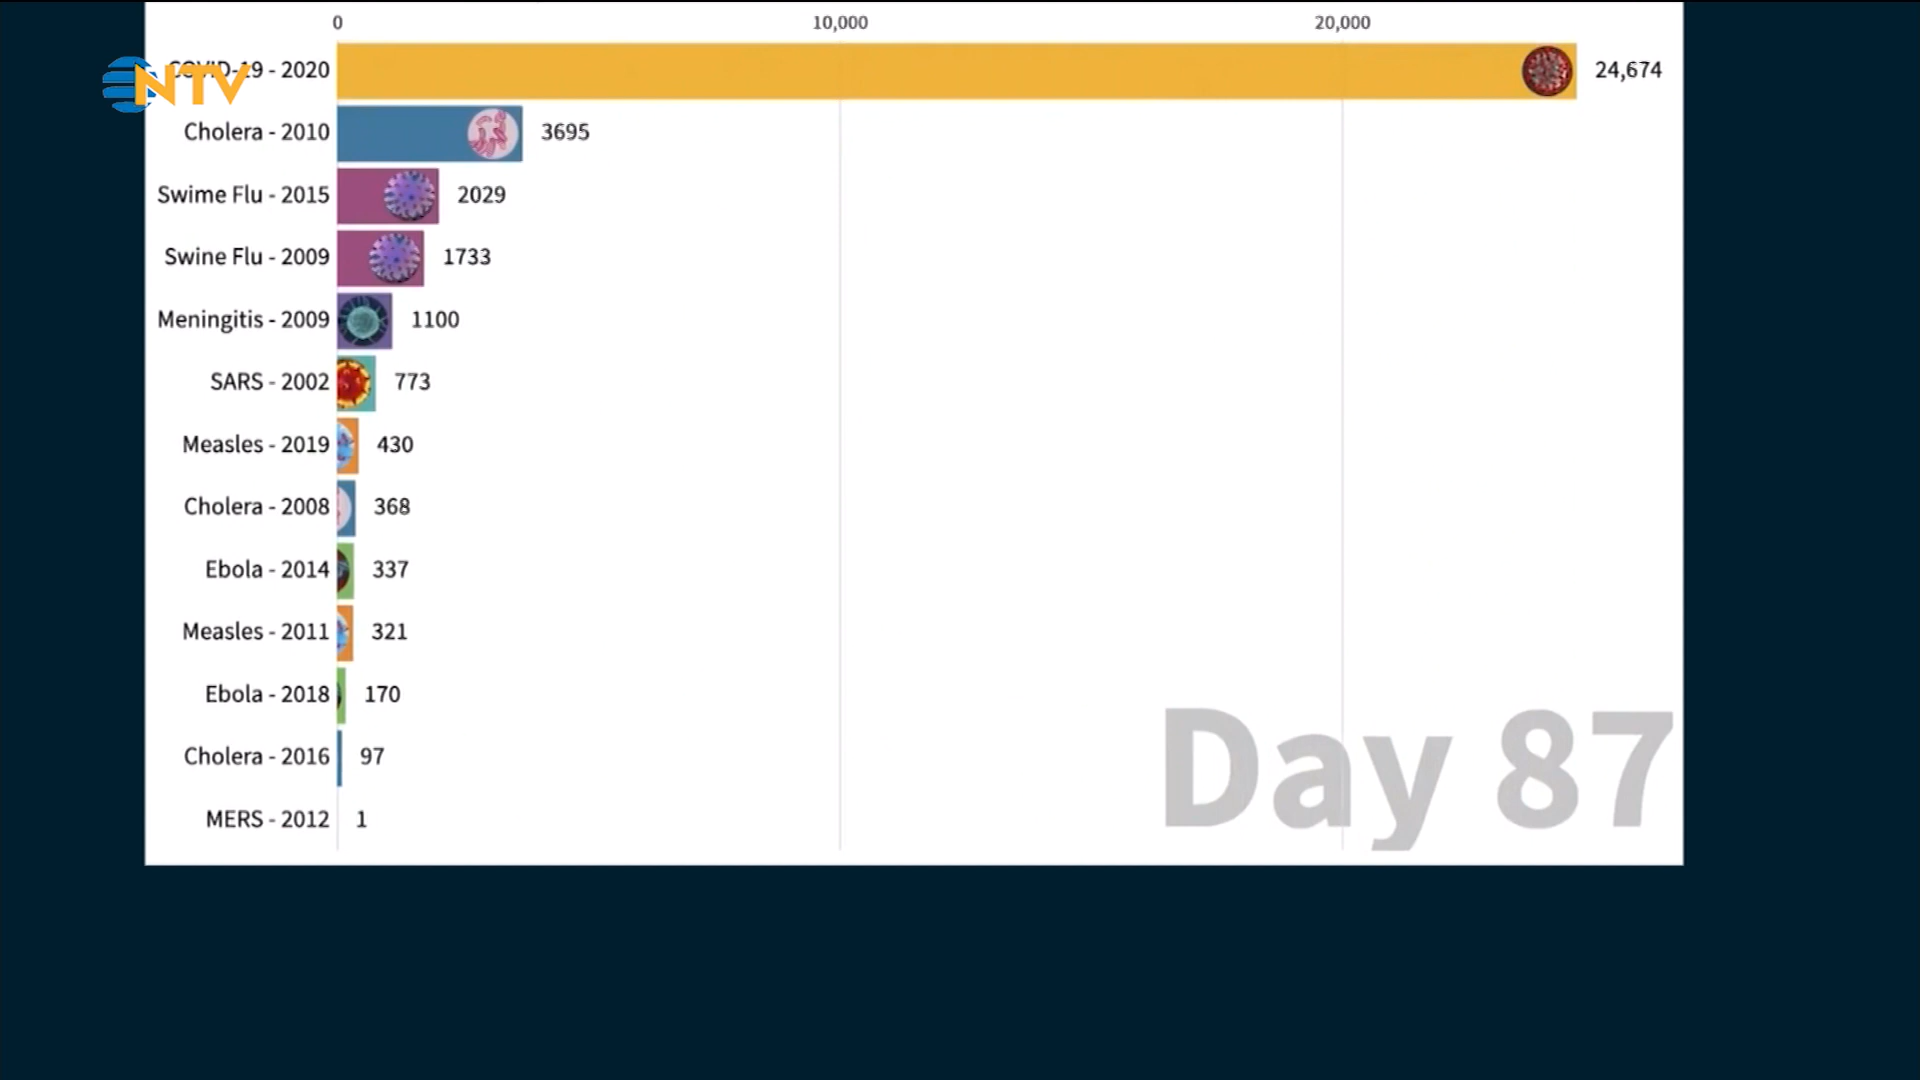 0 10,000 20,000
NTV
COVID-19 - 2020 24,674
Cholera - 2010 3695
Swime Flu - 2015 2029
Swine Flu - 2009 1733
Meningitis - 2009 1100
SARS - 2002 773
Measles - 2019 430
Cholera - 2008 368
Ebola - 2014 337
Measles - 2011 321
Ebola - 2018 170
Cholera - 2016 97
MERS - 2012 1
Day 87